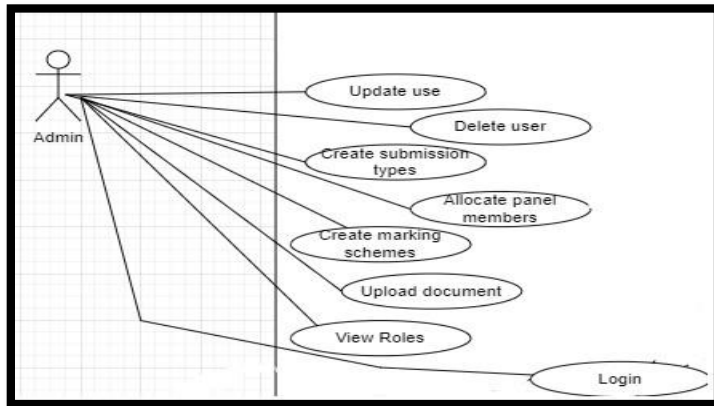 Admin
Update use
Delete user
Create submission
types
Allocate panel
members
Create marking
schemes
Upload document
View Roles
Login